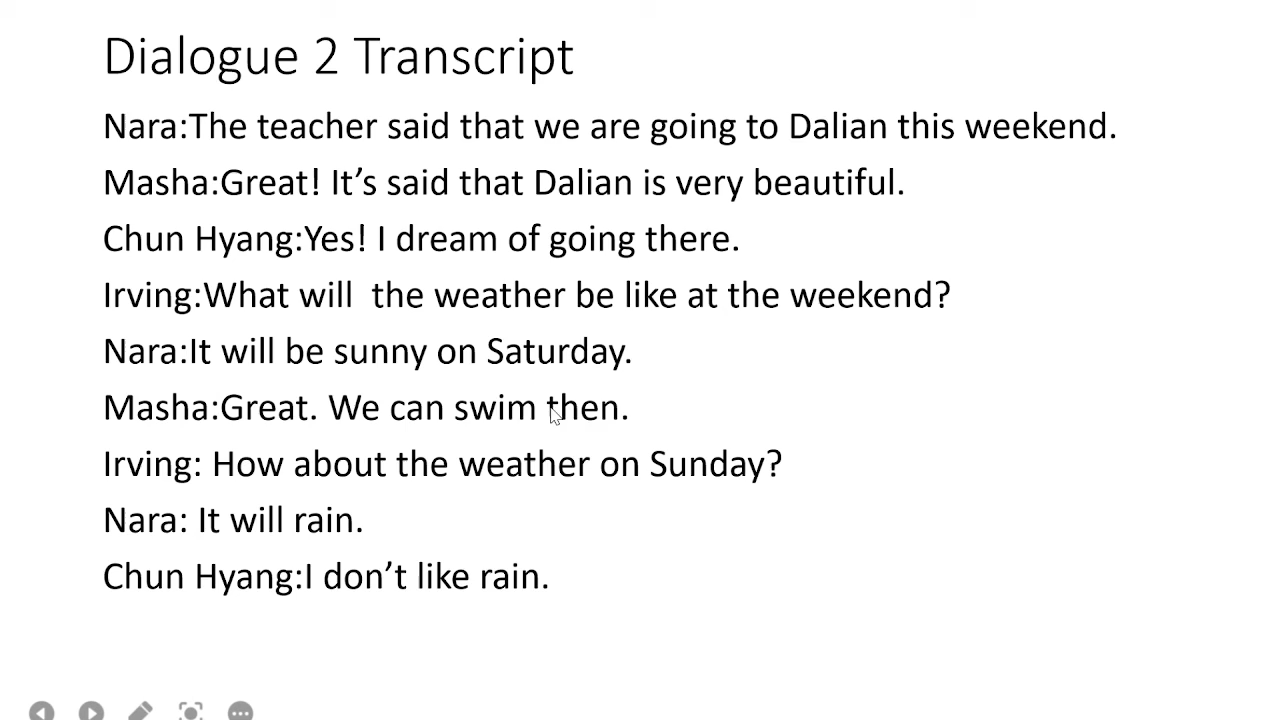 Dialogue 2 Transcript
Nara:The teacher said that we are going to Dalian this weekend.
Masha:Great! It’s said that Dalian is very beautiful.
Chun Hyang:Yes! I dream of going there.
Irving:What will  the weather be like at the weekend?
Nara:It will be sunny on Saturday.
Masha:Great. We can swim then.
Irving: How about the weather on Sunday?
Nara: It will rain.
Chun Hyang:I don’t like rain.